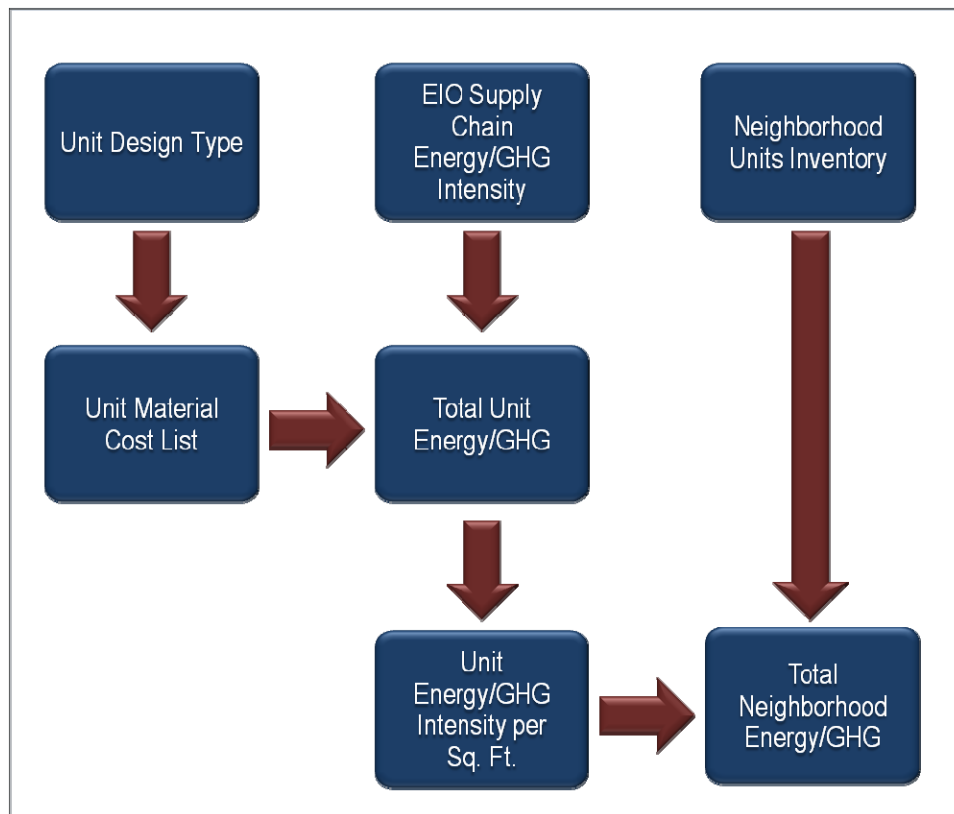 Unit Design Type
EIO Supply
Chain
Energy/GHG
Intensity
Neighborhood
Units Inventory
Unit Material
Cost List
Total Unit
Energy/GHG
Unit
Energy/GHG
Intensity per
Sq. Ft.
Total
Neighborhood
Energy/GHG